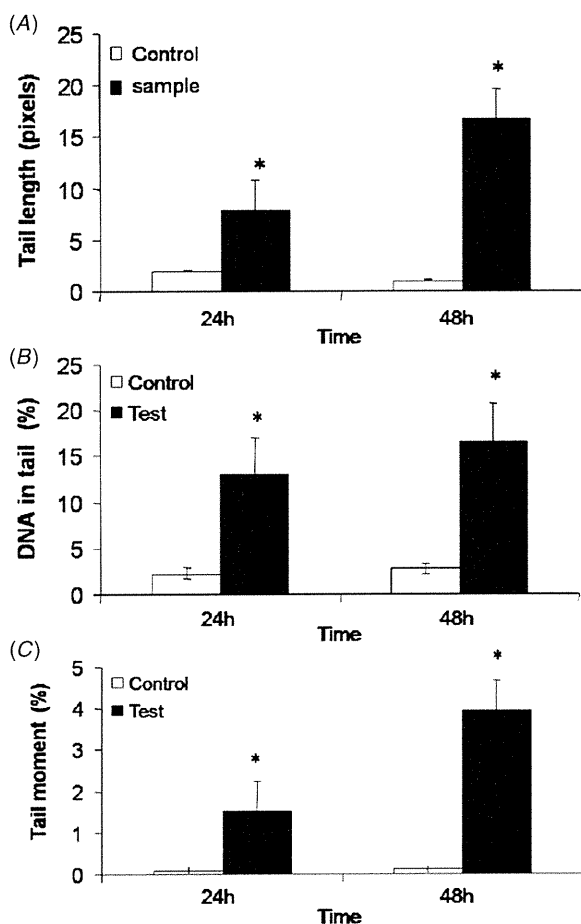 (A)
Tail length (pixels)
25
20
15
10
5
0
Control
sample
*
*
24h
48h
Time
(B)
DNA in tail (%)
25
20
15
10
5
0
Control
Test
*
*
24h
48h
Time
(C)
Tail moment (%)
5
4
3
2
1
0
Control
Test
*
*
24h
48h
Time